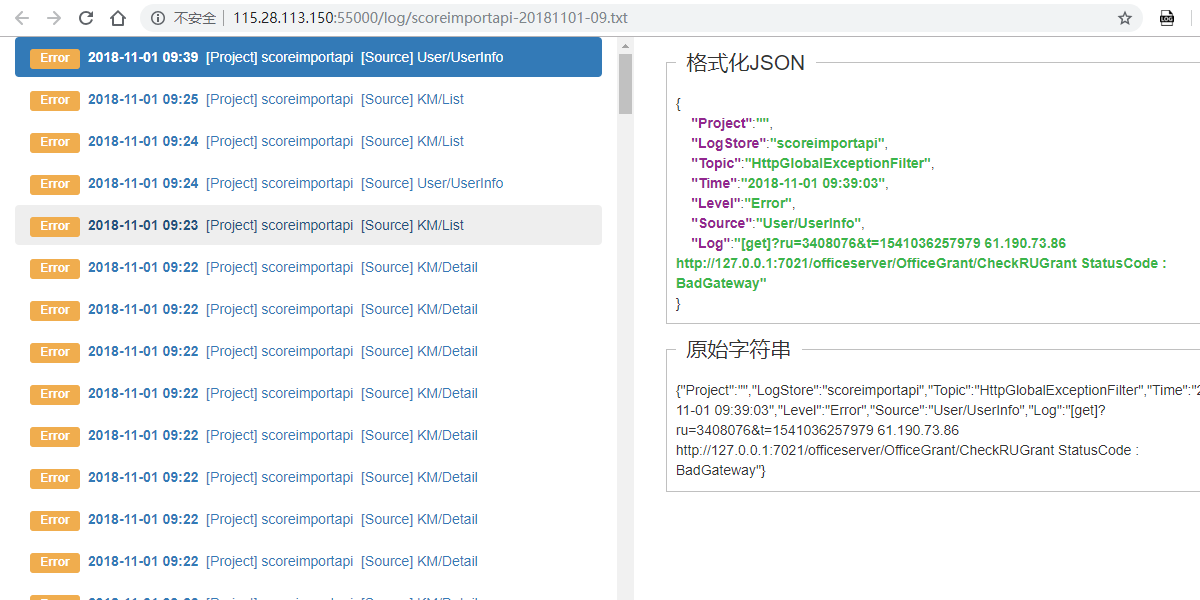 不安全 115.28.113.150:55000/log/scoreimportapi-20181101-09.txt
LOG
Error 2018-11-01 09:39 [Project] scoreimportapi [Source] User/UserInfo
Error 2018-11-01 09:25 [Project] scoreimportapi [Source] KM/List
Error 2018-11-01 09:24 [Project] scoreimportapi [Source] KM/List
Error 2018-11-01 09:24 [Project] scoreimportapi [Source] User/UserInfo
Error 2018-11-01 09:23 [Project] scoreimportapi [Source] KM/List
Error 2018-11-01 09:22 [Project] scoreimportapi [Source] KM/Detail
Error 2018-11-01 09:22 [Project] scoreimportapi [Source] KM/Detail
Error 2018-11-01 09:22 [Project] scoreimportapi [Source] KM/Detail
Error 2018-11-01 09:22 [Project] scoreimportapi [Source] KM/Detail
Error 2018-11-01 09:22 [Project] scoreimportapi [Source] KM/Detail
Error 2018-11-01 09:22 [Project] scoreimportapi [Source] KM/Detail
Error 2018-11-01 09:22 [Project] scoreimportapi [Source] KM/Detail
Error 2018-11-01 09:22 [Project] scoreimportapi [Source] KM/Detail
格式化JSON
{
"Project":"",
"LogStore":"scoreimportapi",
"Topic":"HttpGlobalExceptionFilter",
"Time":"2018-11-01 09:39:03",
"Level":"Error",
"Source":"User/UserInfo",
"Log":"[get]?ru=3408076&t=1541036257979 61.190.73.86
http://127.0.0.1:7021/officeserver/OfficeGrant/CheckRUGrant StatusCode :
BadGateway"
}
原始字符串
{"Project":"","LogStore":"scoreimportapi","Topic":"HttpGlobalExceptionFilter","Time":"2
11-01 09:39:03","Level":"Error","Source":"User/UserInfo","Log":"[get]?
ru=3408076&t=1541036257979 61.190.73.86
http://127.0.0.1:7021/officeserver/OfficeGrant/CheckRUGrant StatusCode :
BadGateway"}